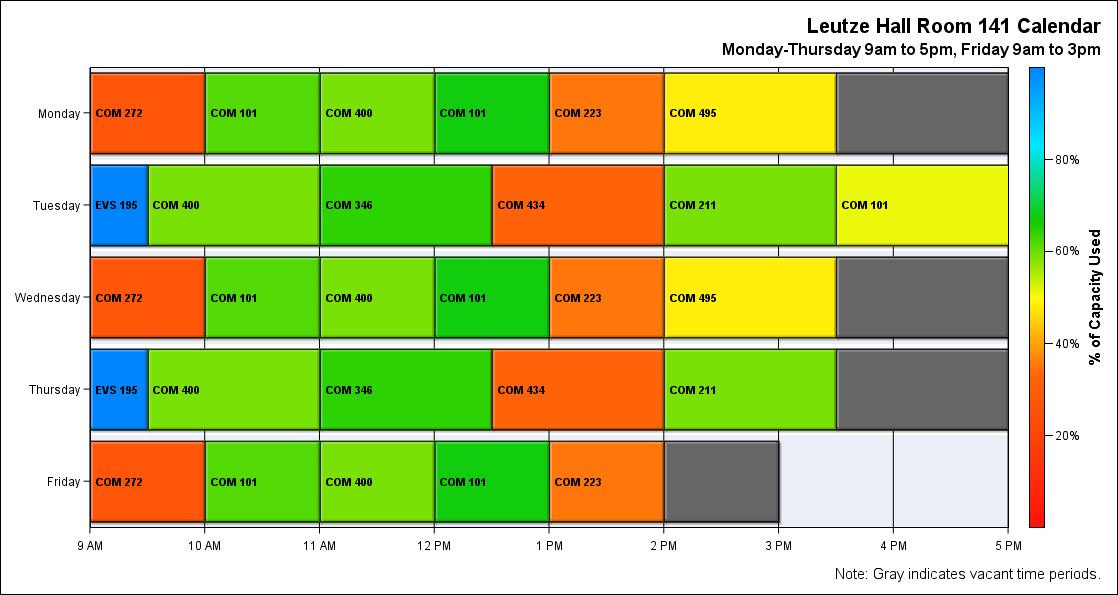 Leutze Hall Room 141 Calendar
Monday-Thursday 9am to 5pm, Friday 9am to 3pm
Monday
COM 272
COM 101
COM 400
COM 101
COM 223
COM 495
Tuesday
EVS 195
COM 400
COM 346
COM 434
COM 211
COM 101
Wednesday
COM 272
COM 101
COM 400
COM 101
COM 223
COM 495
Thursday
EVS 195
COM 400
COM 346
COM 434
COM 211
Friday
COM 272
COM 101
COM 400
COM 101
COM 223
9 AM
10 AM
11 AM
12 PM
1 PM
2 PM
3 PM
4 PM
5 PM
80%
60%
40%
20%
% of Capacity Used
Note: Gray indicates vacant time periods.